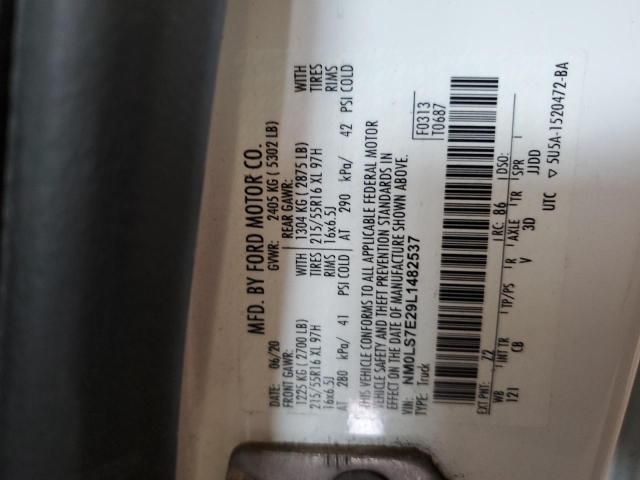 MFD. BY FORD MOTOR CO.
DATE: 06/20 GVWR: 2405 KG ( 5302 LB)
FRONT GAWR: REAR GAWR:
1225 KG ( 2700 LB) WITH 1304 KG ( 2875 LB) WITH
215/55R16 XL 97H TIRES 215/55R16 XL 97H TIRES
16x6.5J RIMS 16x6.5J RIMS
AT 280 kPa/ 41 PSI COLD AT 290 kPa/ 42 PSI COLD
THIS VEHICLE CONFORMS TO ALL APPLICABLE FEDERAL MOTOR
VEHICLE SAFETY AND THEFT PREVENTION STANDARDS IN
EFFECT ON THE DATE OF MANUFACTURE SHOWN ABOVE.
VIN: NM0LS7E29L1482537
TYPE: Truck
F0313
T0687
EXT PNT: Z2 RC: 86 DSO:
WB INT TR TP/PS R AXLE TR SPR
121 CB V 3D JJDD
UTC 5U5A-1520472-BA